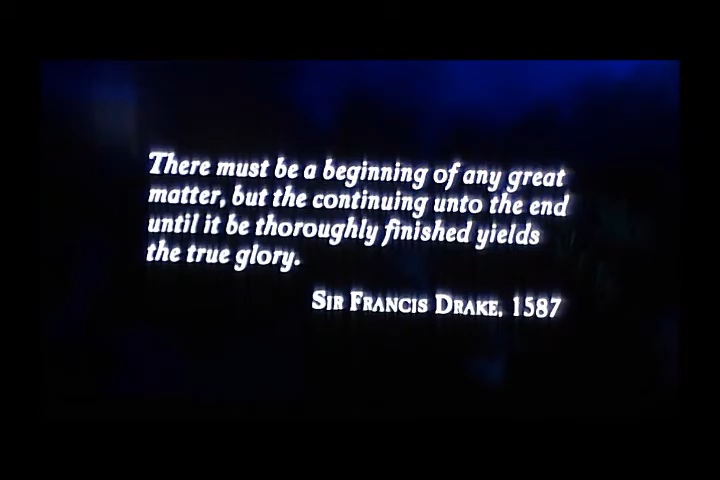 There must be a beginning of any great
matter, but the continuing unto the end
until it be thoroughly finished yields
the true glory.
Sir Francis Drake, 1587